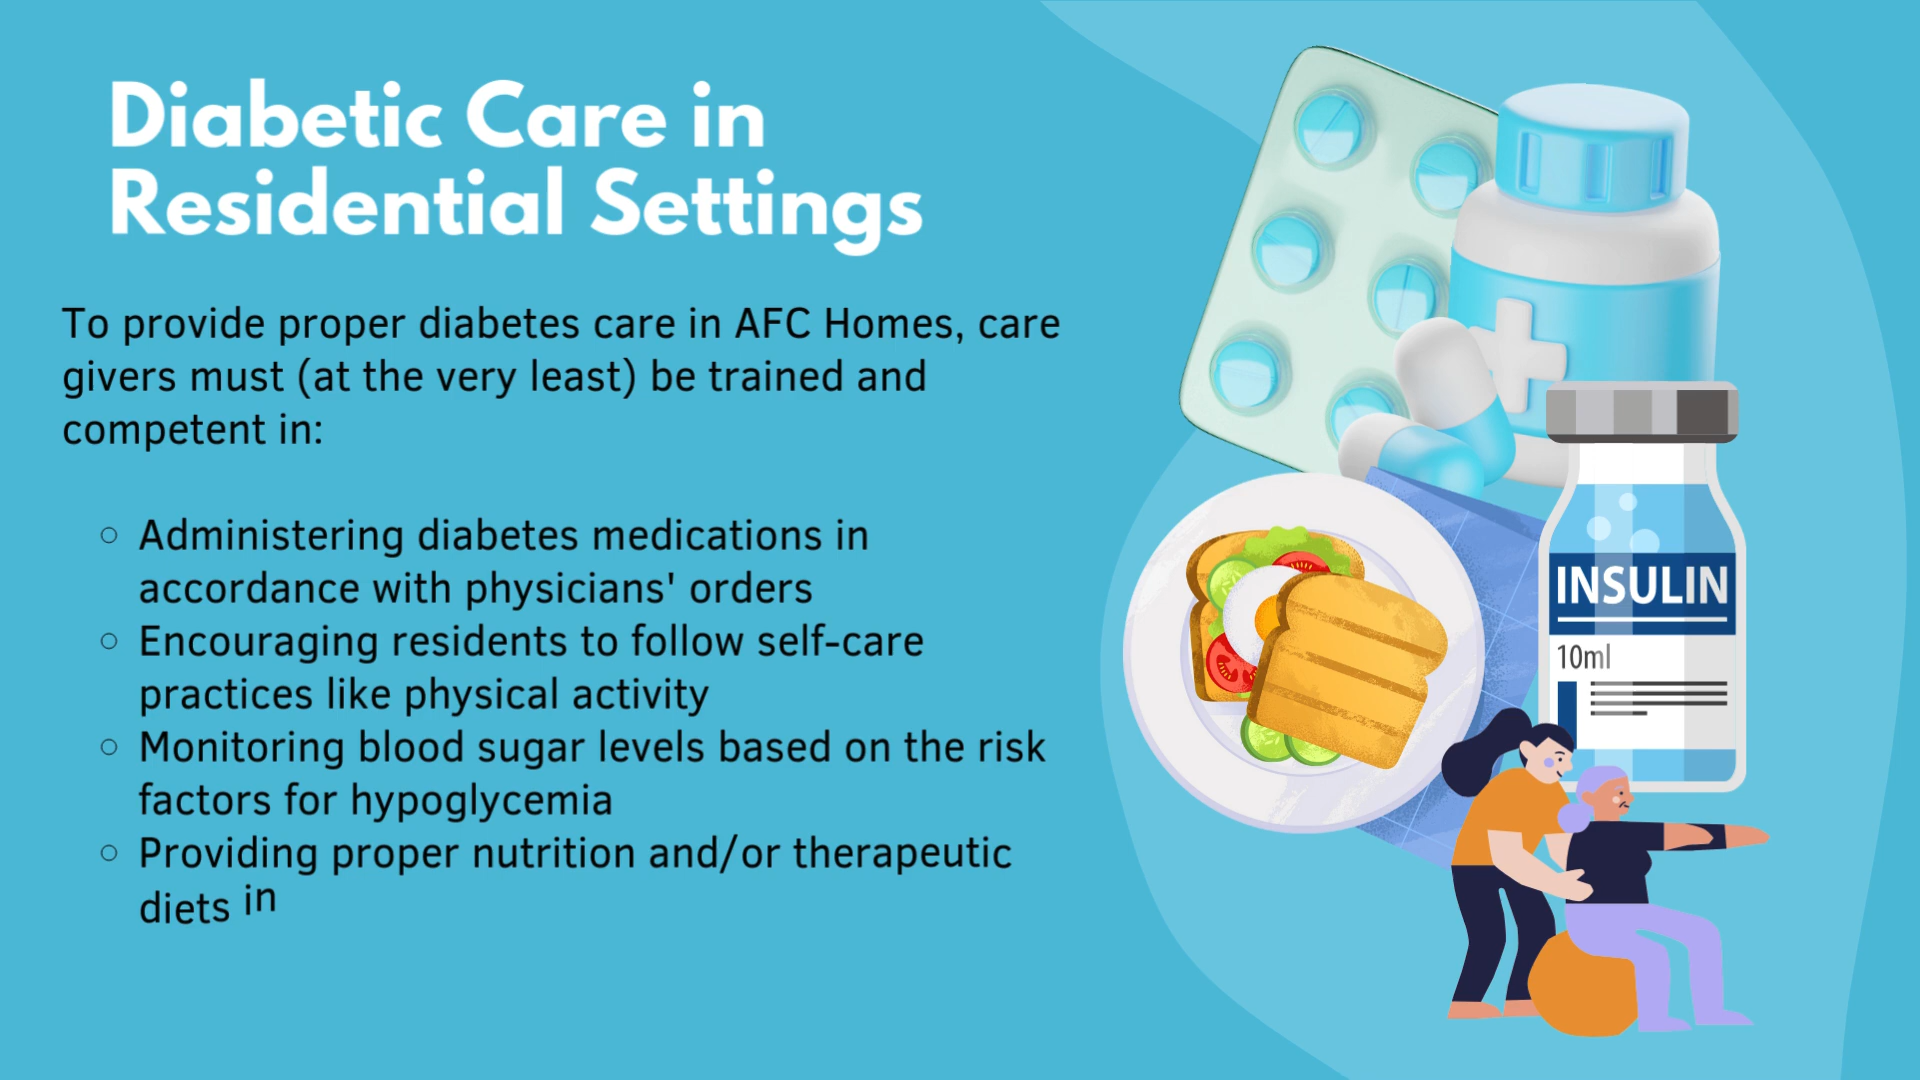 Diabetic Care in
Residential Settings
To provide proper diabetes care in AFC Homes, care
givers must (at the very least) be trained and
competent in:
◦ Administering diabetes medications in
accordance with physicians' orders
◦ Encouraging residents to follow self-care
practices like physical activity
◦ Monitoring blood sugar levels based on the risk
factors for hypoglycemia
◦ Providing proper nutrition and/or therapeutic
diets in
INSULIN
10ml